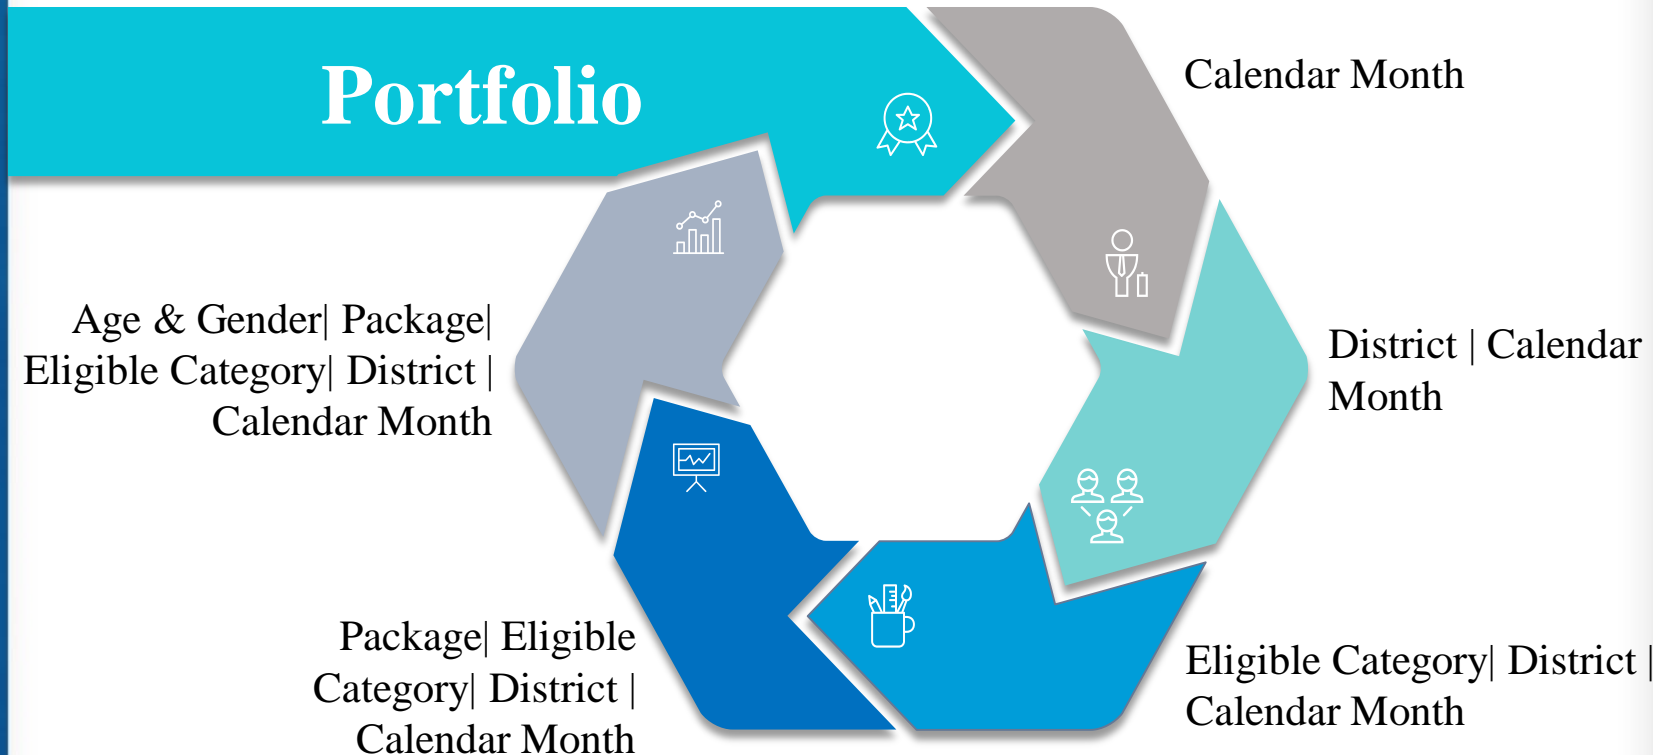 Portfolio
Calendar Month
District | Calendar
Month
Eligible Category| District |
Calendar Month
Package| Eligible
Category| District |
Calendar Month
Age & Gender| Package|
Eligible Category| District |
Calendar Month